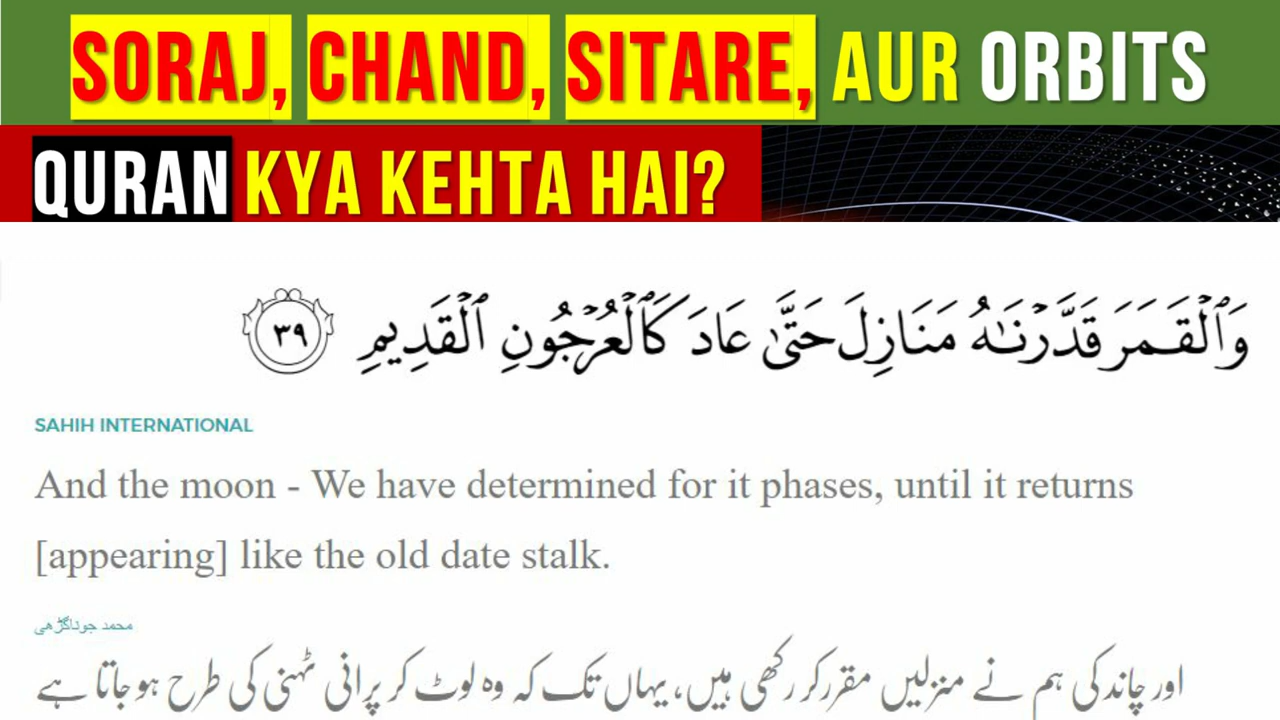 SORAJ, CHAND, SITARE, AUR ORBITS
QURAN KYA KEHTA HAI?
وَٱلْقَمَرَ قَدَّرْنَـٰهُ مَنَازِلَ حَتَّىٰ عَادَ كَٱلْعُرْجُونِ ٱلْقَدِيمِ ٣٩
SAHIH INTERNATIONAL
And the moon - We have determined for it phases, until it returns
[appearing] like the old date stalk.
محمد جوناگڑھی
اور چاند کی ہم نے منزلیں مقررکر رکھی ہیں، یہاں تک کہ وه لوٹ کر پرانی ٹہنی کی طرح ہو جاتا ہے